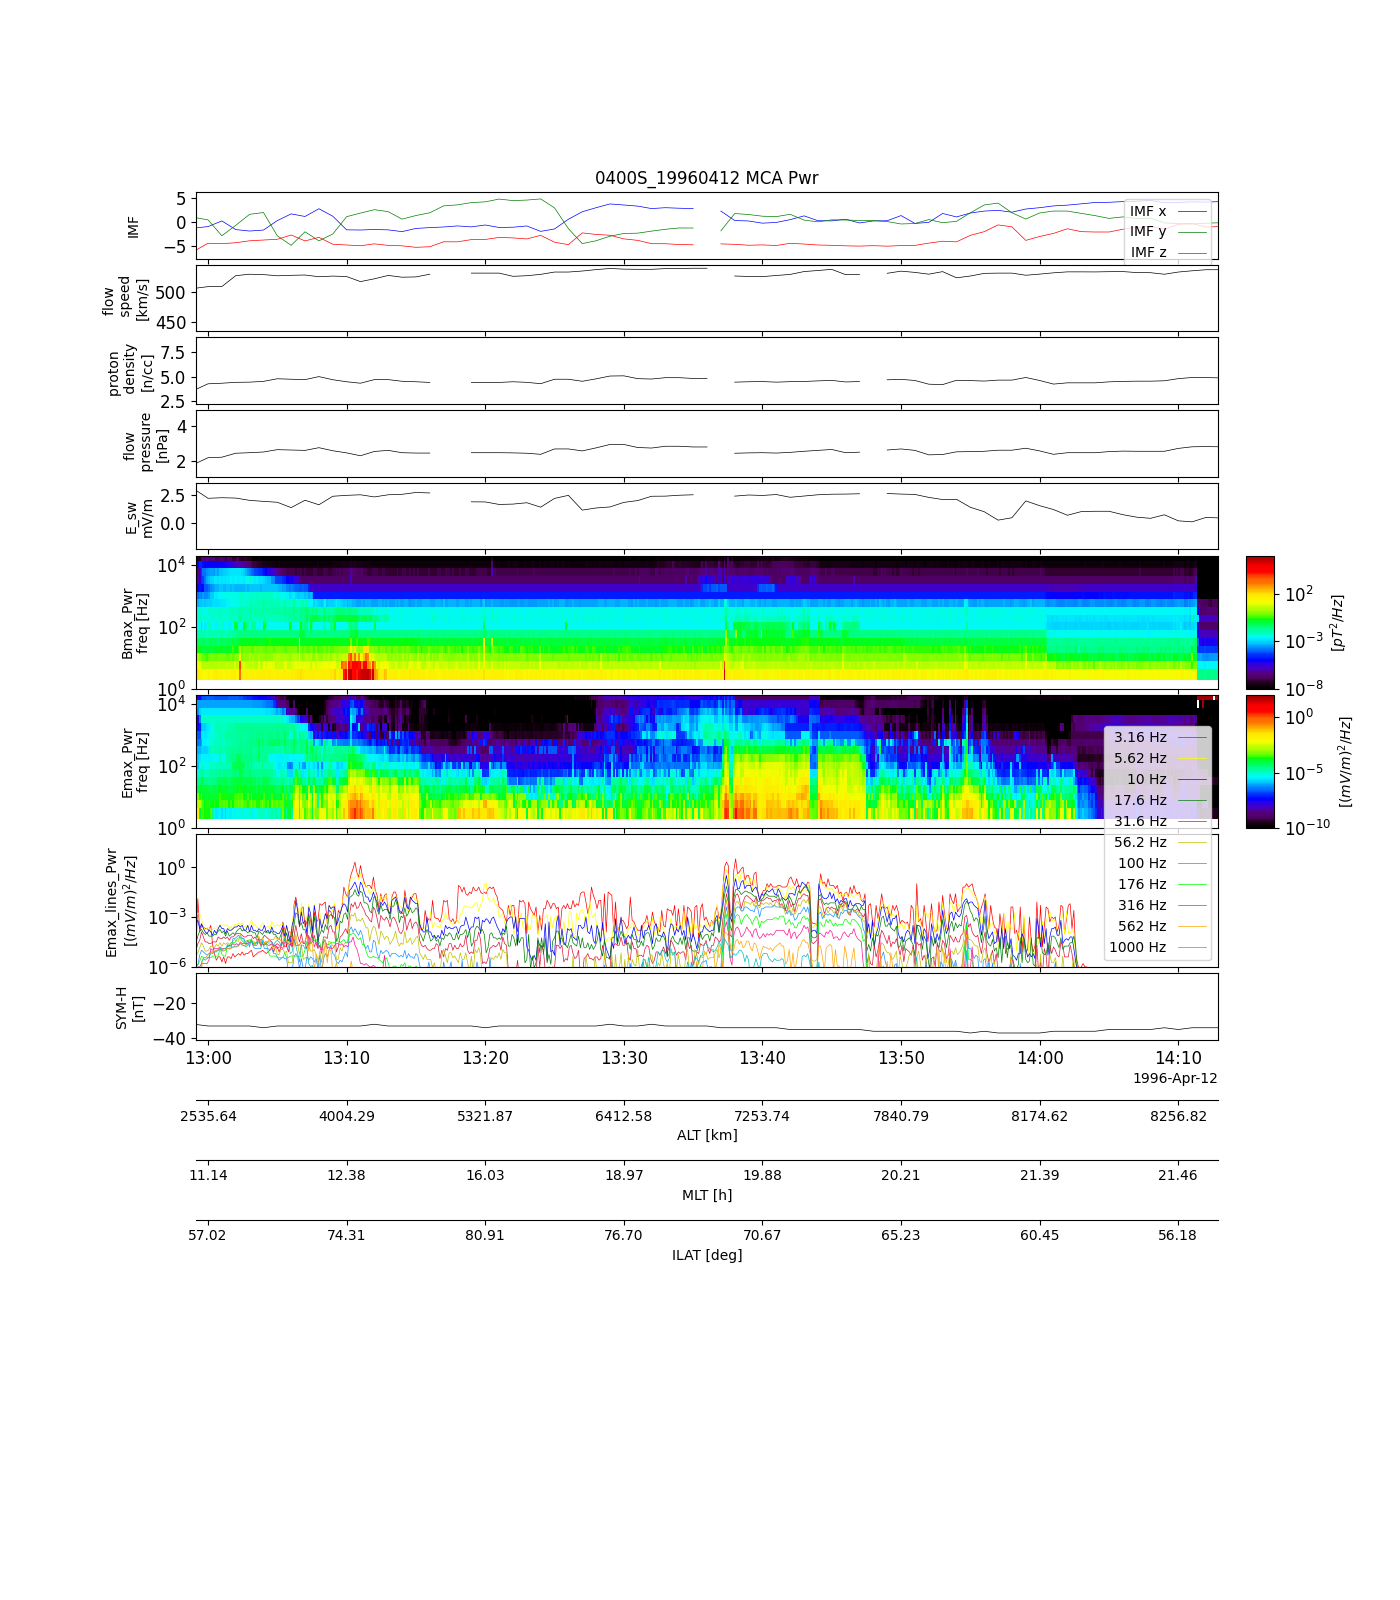 0400S_19960412 MCA Pwr
5
0
−5
IMF
IMF x
IMF y
IMF z
500
450
flow
speed
[km/s]
7.5
5.0
2.5
proton
density
[n/cc]
4
2
flow
pressure
[nPa]
2.5
0.0
E_sw
mV/m
10^4
10^2
10^0
Bmax_Pwr
freq [Hz]
10^2
10^−3
10^−8
[pT^2/Hz]
10^4
10^2
10^0
Emax_Pwr
freq [Hz]
10^0
10^−5
10^−10
[(mV/m)^2/Hz]
3.16 Hz
5.62 Hz
10 Hz
17.6 Hz
31.6 Hz
56.2 Hz
100 Hz
176 Hz
316 Hz
562 Hz
1000 Hz
10^0
10^−3
10^−6
Emax_lines_Pwr
[(mV/m)^2/Hz]
−20
−40
SYM-H
[nT]
13:00 13:10 13:20 13:30 13:40 13:50 14:00 14:10
1996-Apr-12
2535.64 4004.29 5321.87 6412.58 7253.74 7840.79 8174.62 8256.82
ALT [km]
11.14 12.38 16.03 18.97 19.88 20.21 21.39 21.46
MLT [h]
57.02 74.31 80.91 76.70 70.67 65.23 60.45 56.18
ILAT [deg]